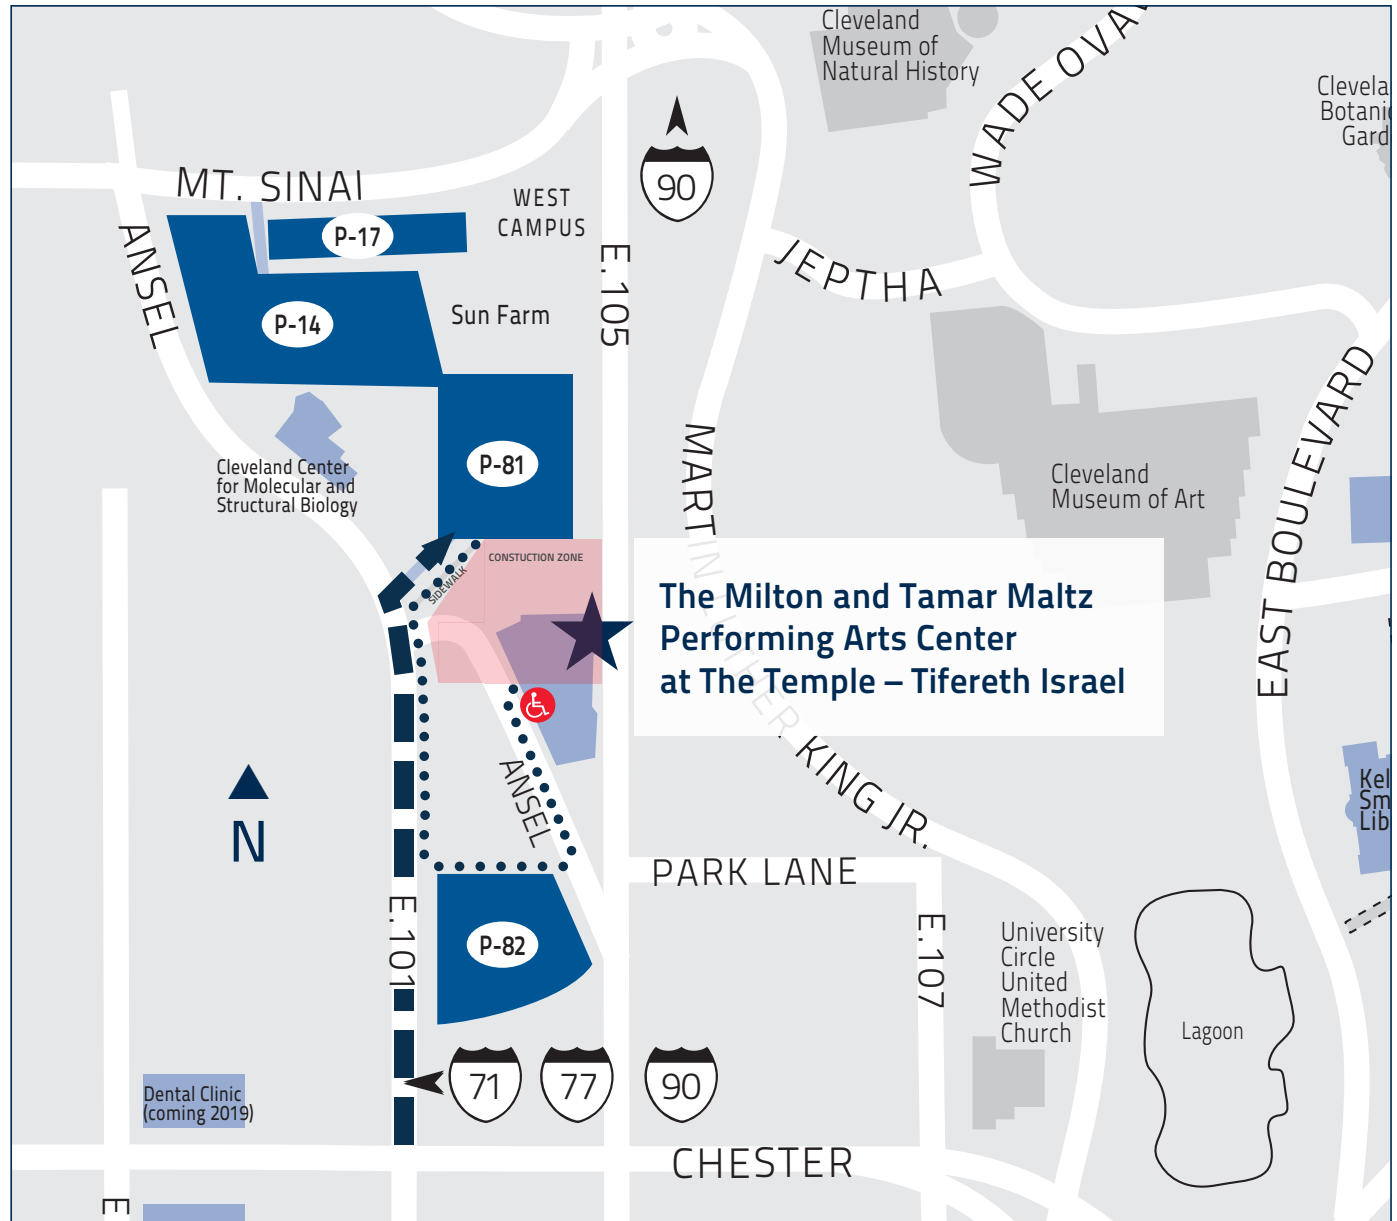 Cleveland
Museum of
Natural History
WADE OVA
Clevela
Botani
Gard
90
MT. SINAI
WEST
CAMPUS
P-17
ANSEL
E. 105
JEPTHA
P-14
Sun Farm
EAST BOULEVARD
P-81
Cleveland Center
for Molecular and
Structural Biology
Cleveland
Museum of Art
MARTIN LUTHER KING JR.
CONSTUCTION ZONE
SIDEWALK
The Milton and Tamar Maltz
Performing Arts Center
at The Temple – Tifereth Israel
ANSEL
N
Kel
Sm
Lib
PARK LANE
E. 101
P-82
E. 107
University
Circle
United
Methodist
Church
Lagoon
71
77
90
Dental Clinic
(coming 2019)
CHESTER
E